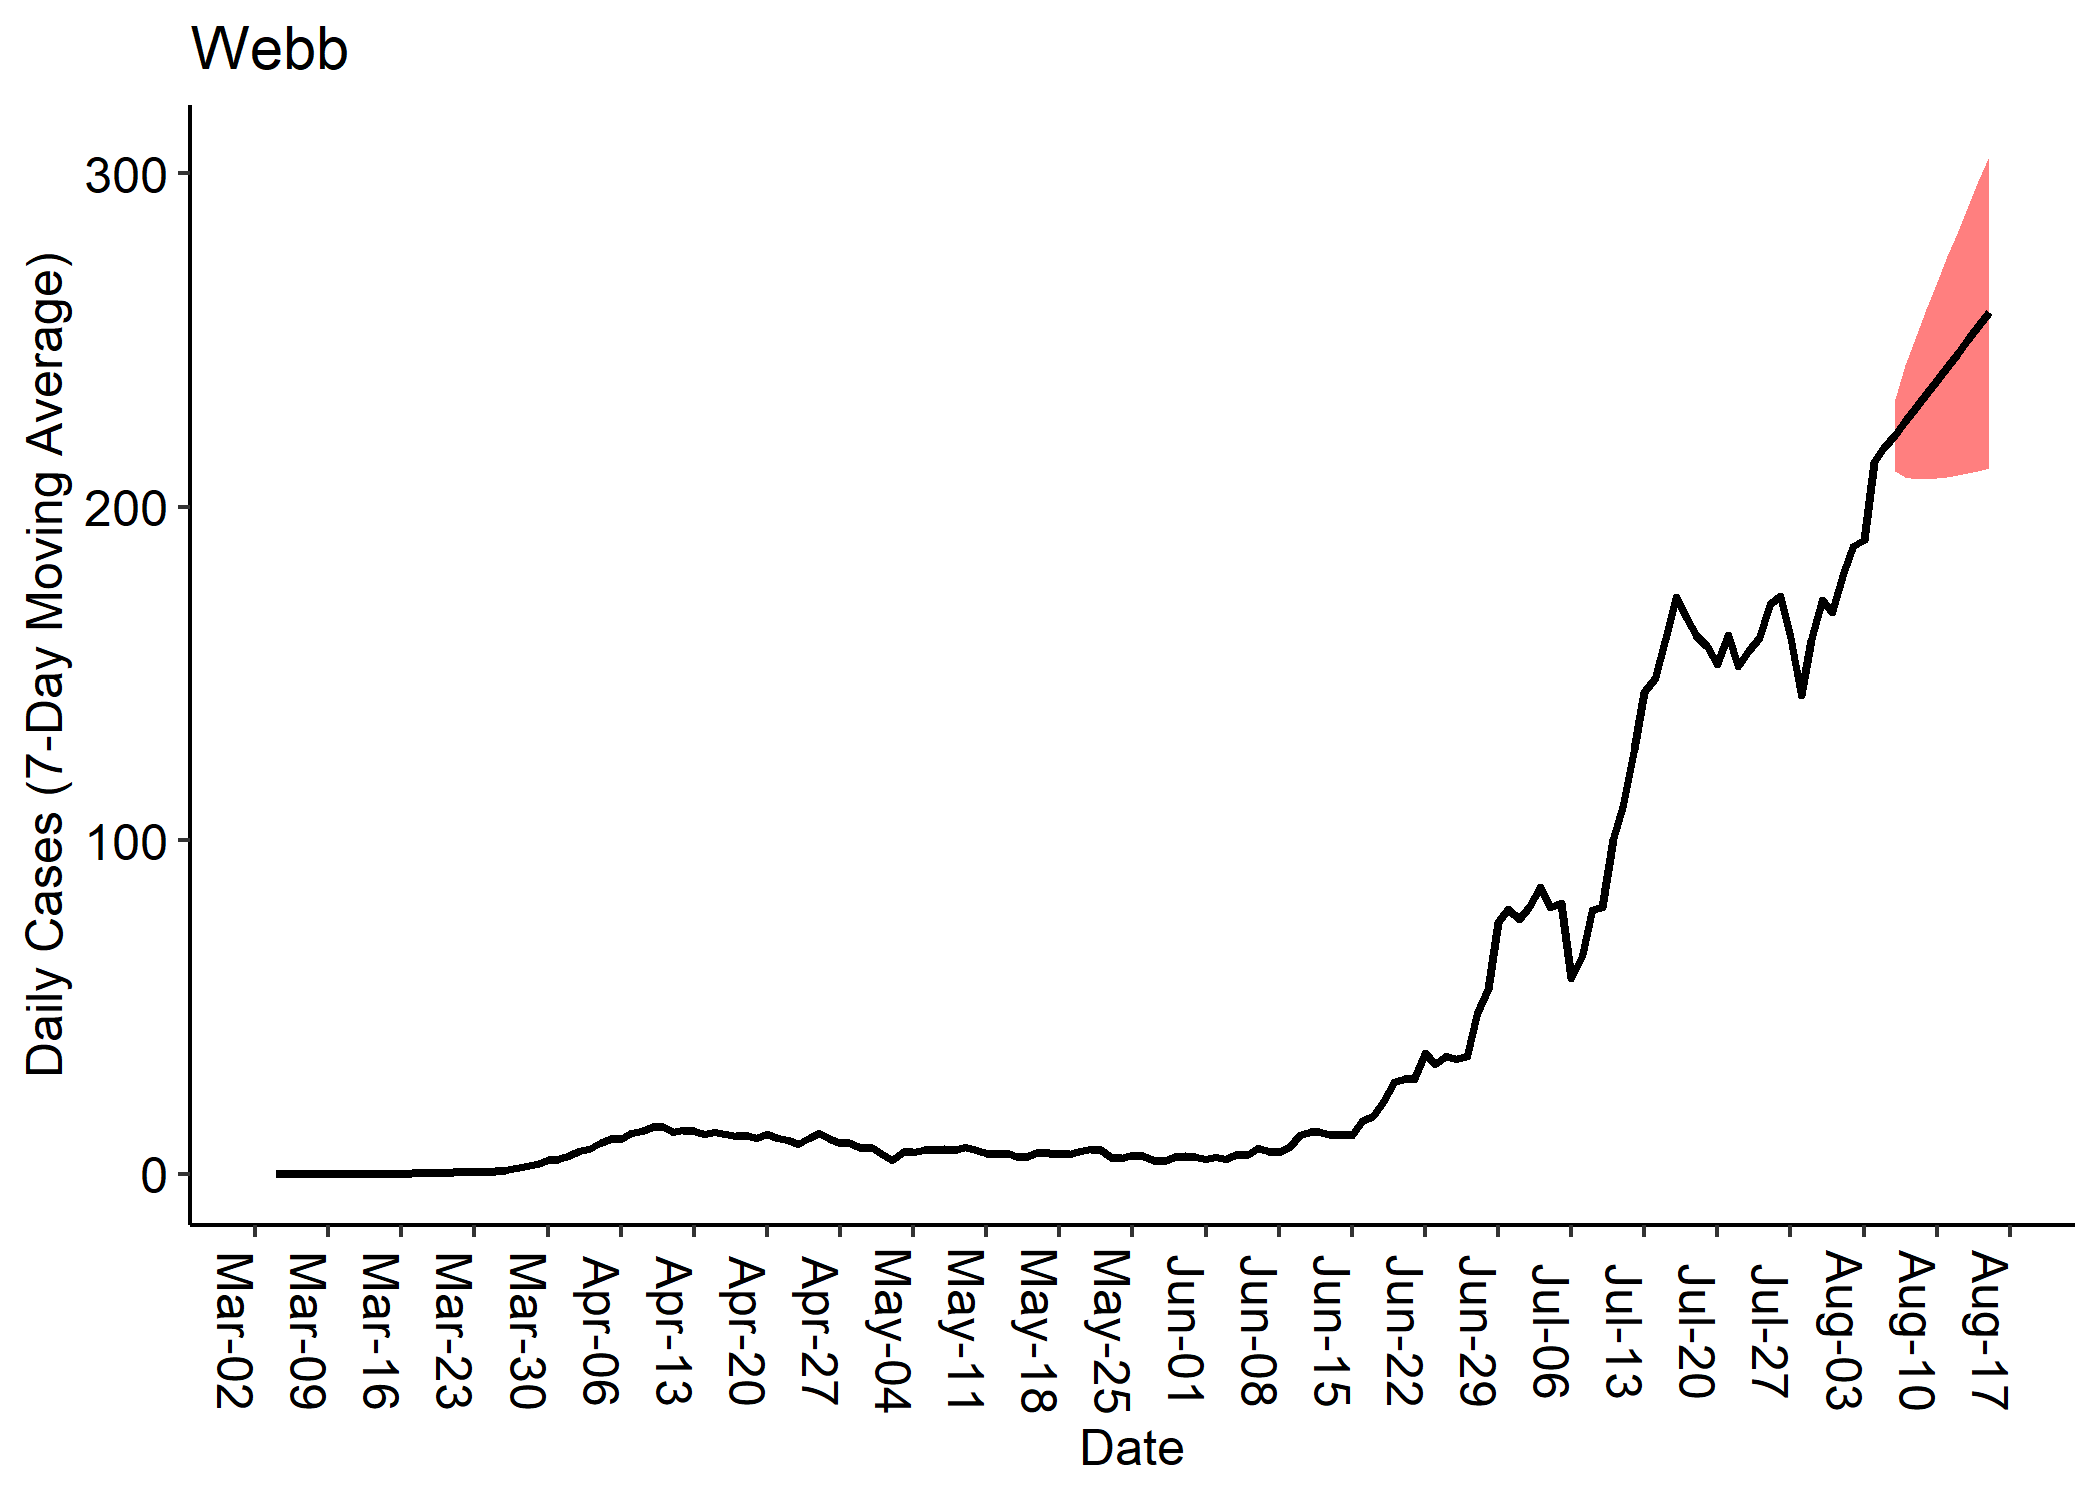 Webb
Daily Cases (7-Day Moving Average)
300
200
100
0
Mar-02
Mar-09
Mar-16
Mar-23
Mar-30
Apr-06
Apr-13
Apr-20
Apr-27
May-04
May-11
May-18
May-25
Jun-01
Jun-08
Jun-15
Jun-22
Jun-29
Jul-06
Jul-13
Jul-20
Jul-27
Aug-03
Aug-10
Aug-17
Date